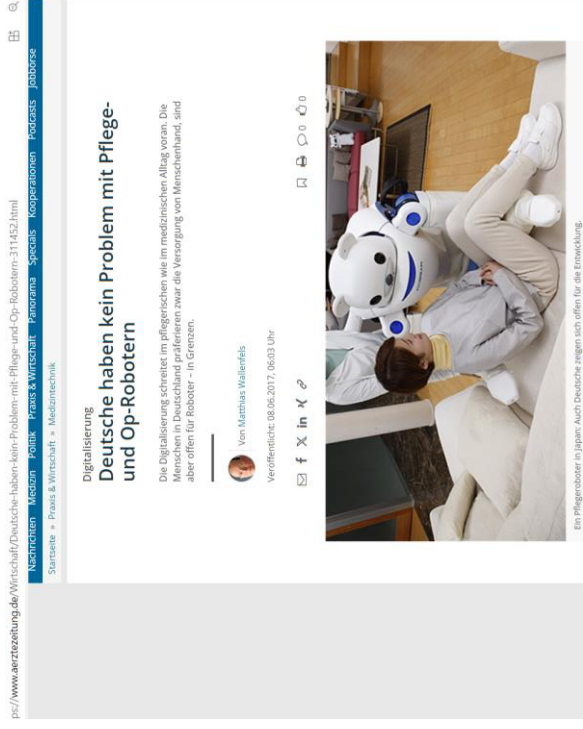 ps://www.aerztezeitung.de/Wirtschaft/Deutsche-haben-kein-Problem-mit-Pflege-und-Op-Robotern-311452.html
Nachrichten Medizin Politik Praxis & Wirtschaft Panorama Specials Kooperationen Podcasts Jobbörse
Startseite » Praxis & Wirtschaft » Medizintechnik
Digitalisierung
Deutsche haben kein Problem mit Pflege-
und Op-Robotern
Die Digitalisierung schreitet im pflegerischen wie im medizinischen Alltag voran. Die
Menschen in Deutschland präferieren zwar die Versorgung von Menschenhand, sind
aber offen für Roboter – in Grenzen.
Von Matthias Wallenfels
Veröffentlicht: 08.06.2017, 06:03 Uhr
0 0
Ein Pflegeroboter in Japan: Auch Deutsche zeigen sich offen für die Entwicklung.